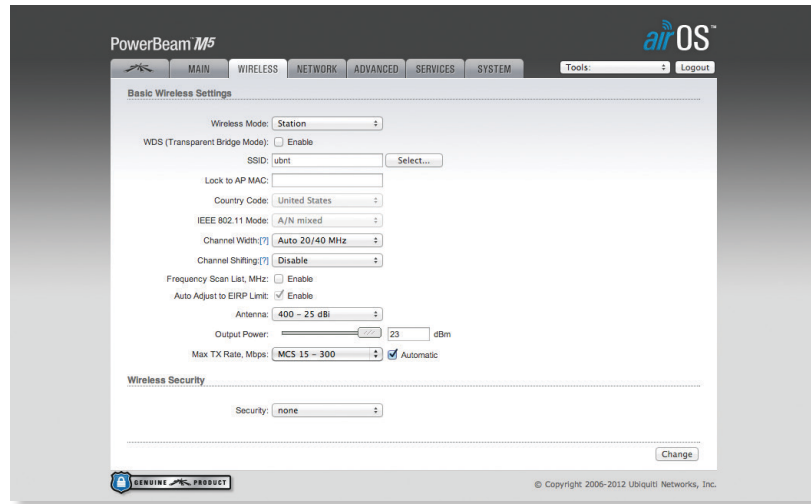 PowerBeam™ M5
airOS™
MAIN WIRELESS NETWORK ADVANCED SERVICES SYSTEM Tools: Logout
Basic Wireless Settings
Wireless Mode: Station
WDS (Transparent Bridge Mode): Enable
SSID: ubnt Select...
Lock to AP MAC:
Country Code: United States
IEEE 802.11 Mode: A/N mixed
Channel Width:[?] Auto 20/40 MHz
Channel Shifting:[?] Disable
Frequency Scan List, MHz: Enable
Auto Adjust to EIRP Limit: Enable
Antenna: 400 - 25 dBi
Output Power: 23 dBm
Max TX Rate, Mbps: MCS 15 - 300 Automatic
Wireless Security
Security: none
Change
GENUINE PRODUCT
© Copyright 2006-2012 Ubiquiti Networks, Inc.